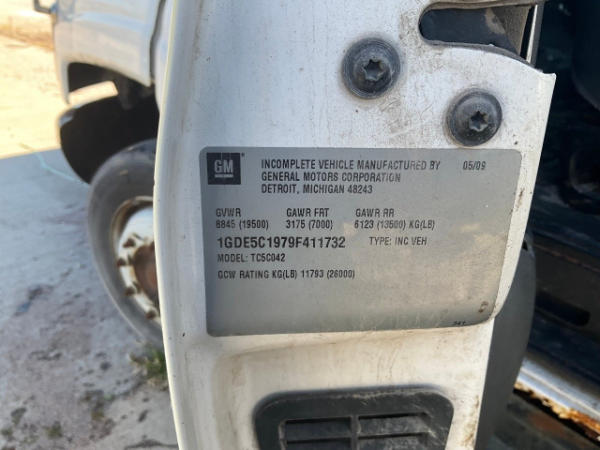 GM
INCOMPLETE VEHICLE MANUFACTURED BY 05/09
GENERAL MOTORS CORPORATION
DETROIT, MICHIGAN 48243
GVWR GAWR FRT GAWR RR
8845 (19500) 3175 (7000) 6123 (13500) KG(LB)
1GDE5C1979F411732 TYPE: INC VEH
MODEL: TC5C042
GCW RATING KG(LB) 11793 (26000)